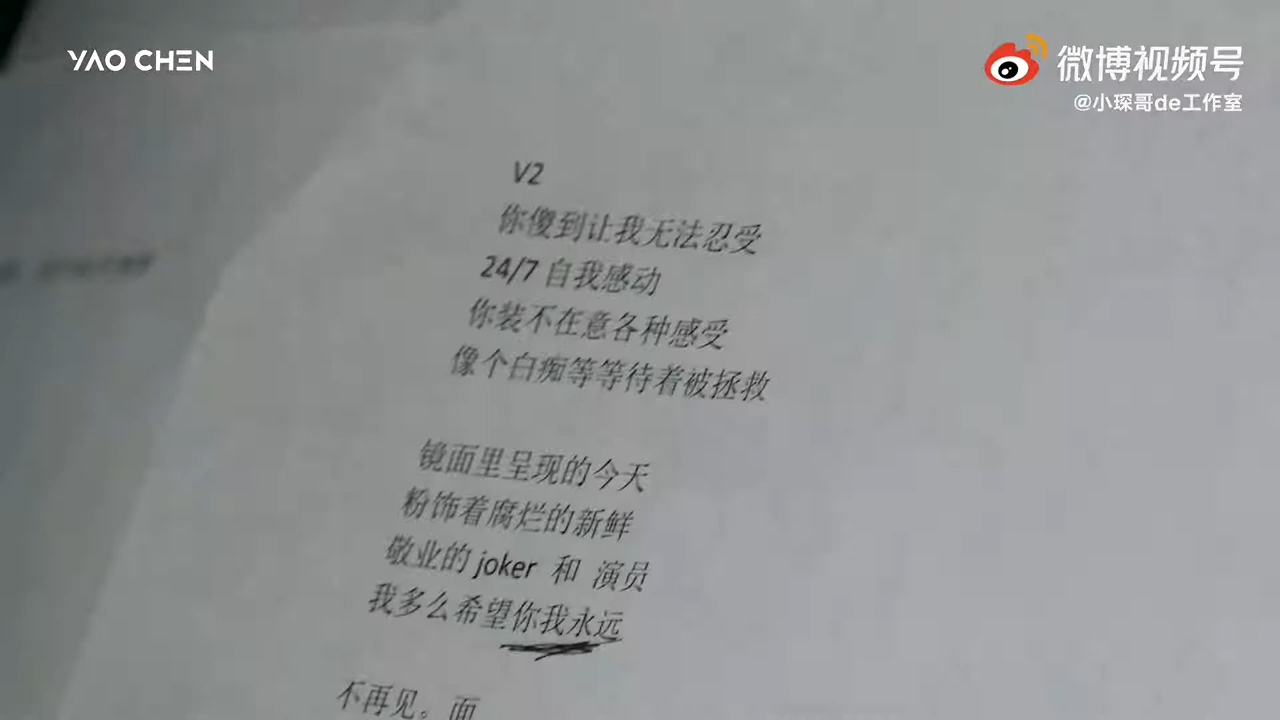 YAO CHEN
微博视频号
@小琛哥de工作室
V2
你傻到让我无法忍受
24/7 自我感动
你装不在意各种感受
像个白痴等等待着被拯救
镜面里呈现的今天
粉饰着腐烂的新鲜
敬业的 joker 和 演员
我多么希望你我永远
不再见。面